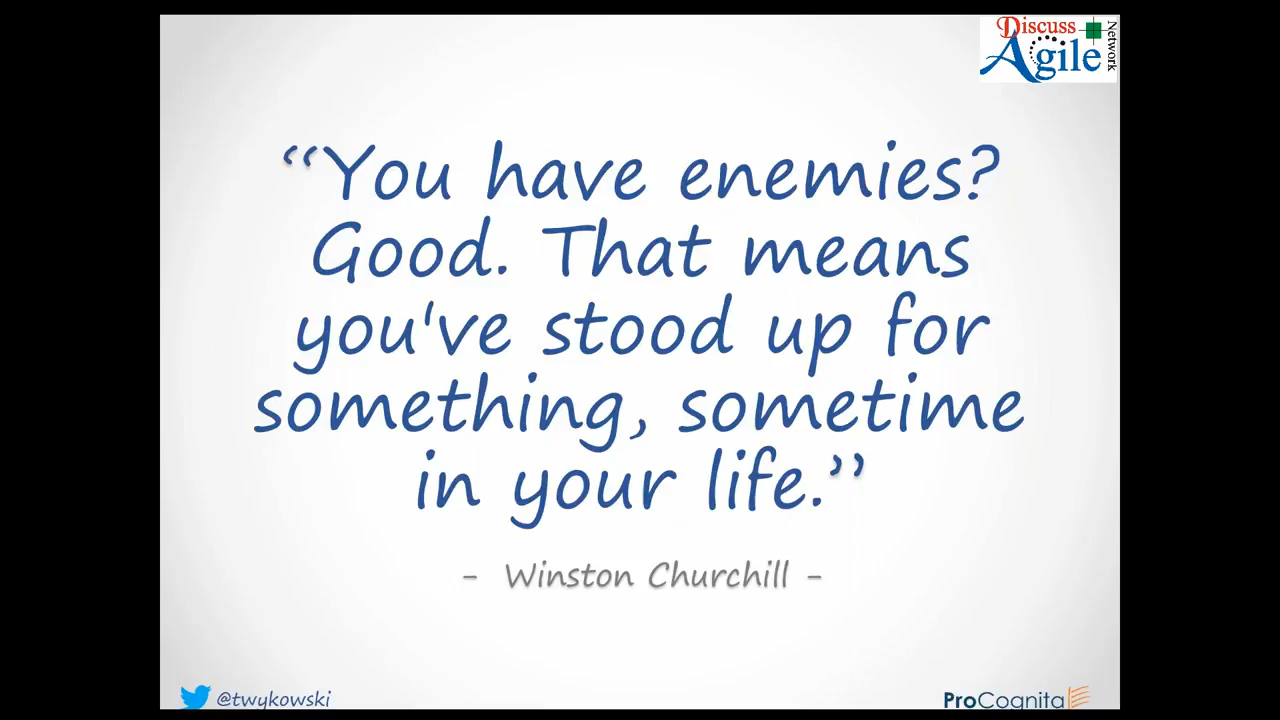 Discuss
Agile
Network
“You have enemies?
Good. That means
you've stood up for
something, sometime
in your life.”
- Winston Churchill -
@twykowski
ProCognita